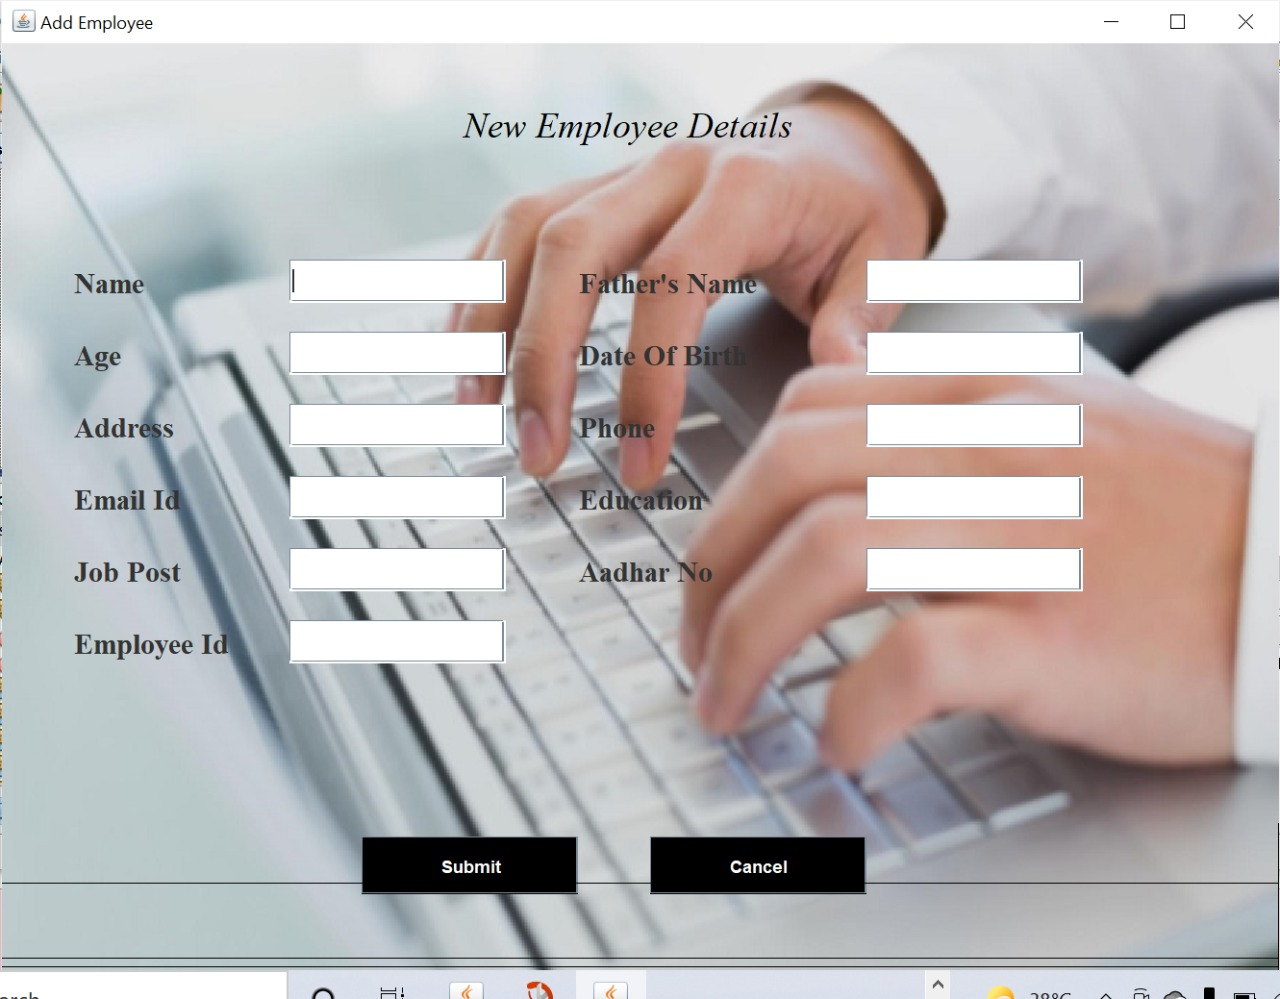 Add Employee
New Employee Details
Name
Father's Name
Age
Date Of Birth
Address
Phone
Email Id
Education
Job Post
Aadhar No
Employee Id
Submit
Cancel